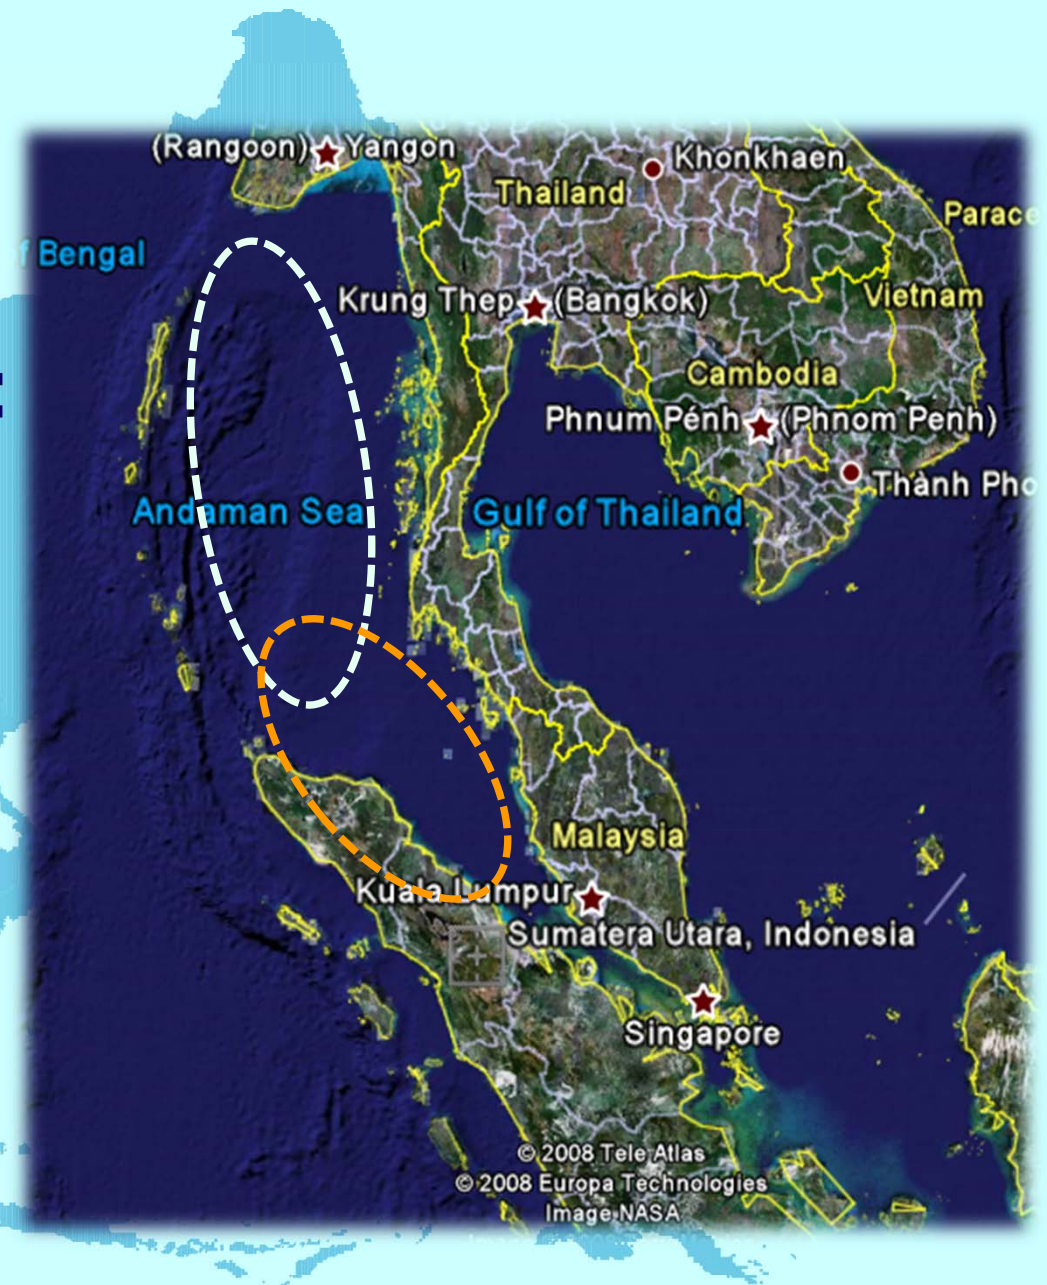 (Rangoon) Yangon
Khonkhaen
Thailand
Parace
f Bengal
Krung Thep (Bangkok)
Vietnam
Cambodia
Phnum Pénh (Phnom Penh)
Thành Pho
Andaman Sea
Gulf of Thailand
Malaysia
Kuala Lumpur
Sumatera Utara, Indonesia
Singapore
© 2008 Tele Atlas
© 2008 Europa Technologies
Image NASA